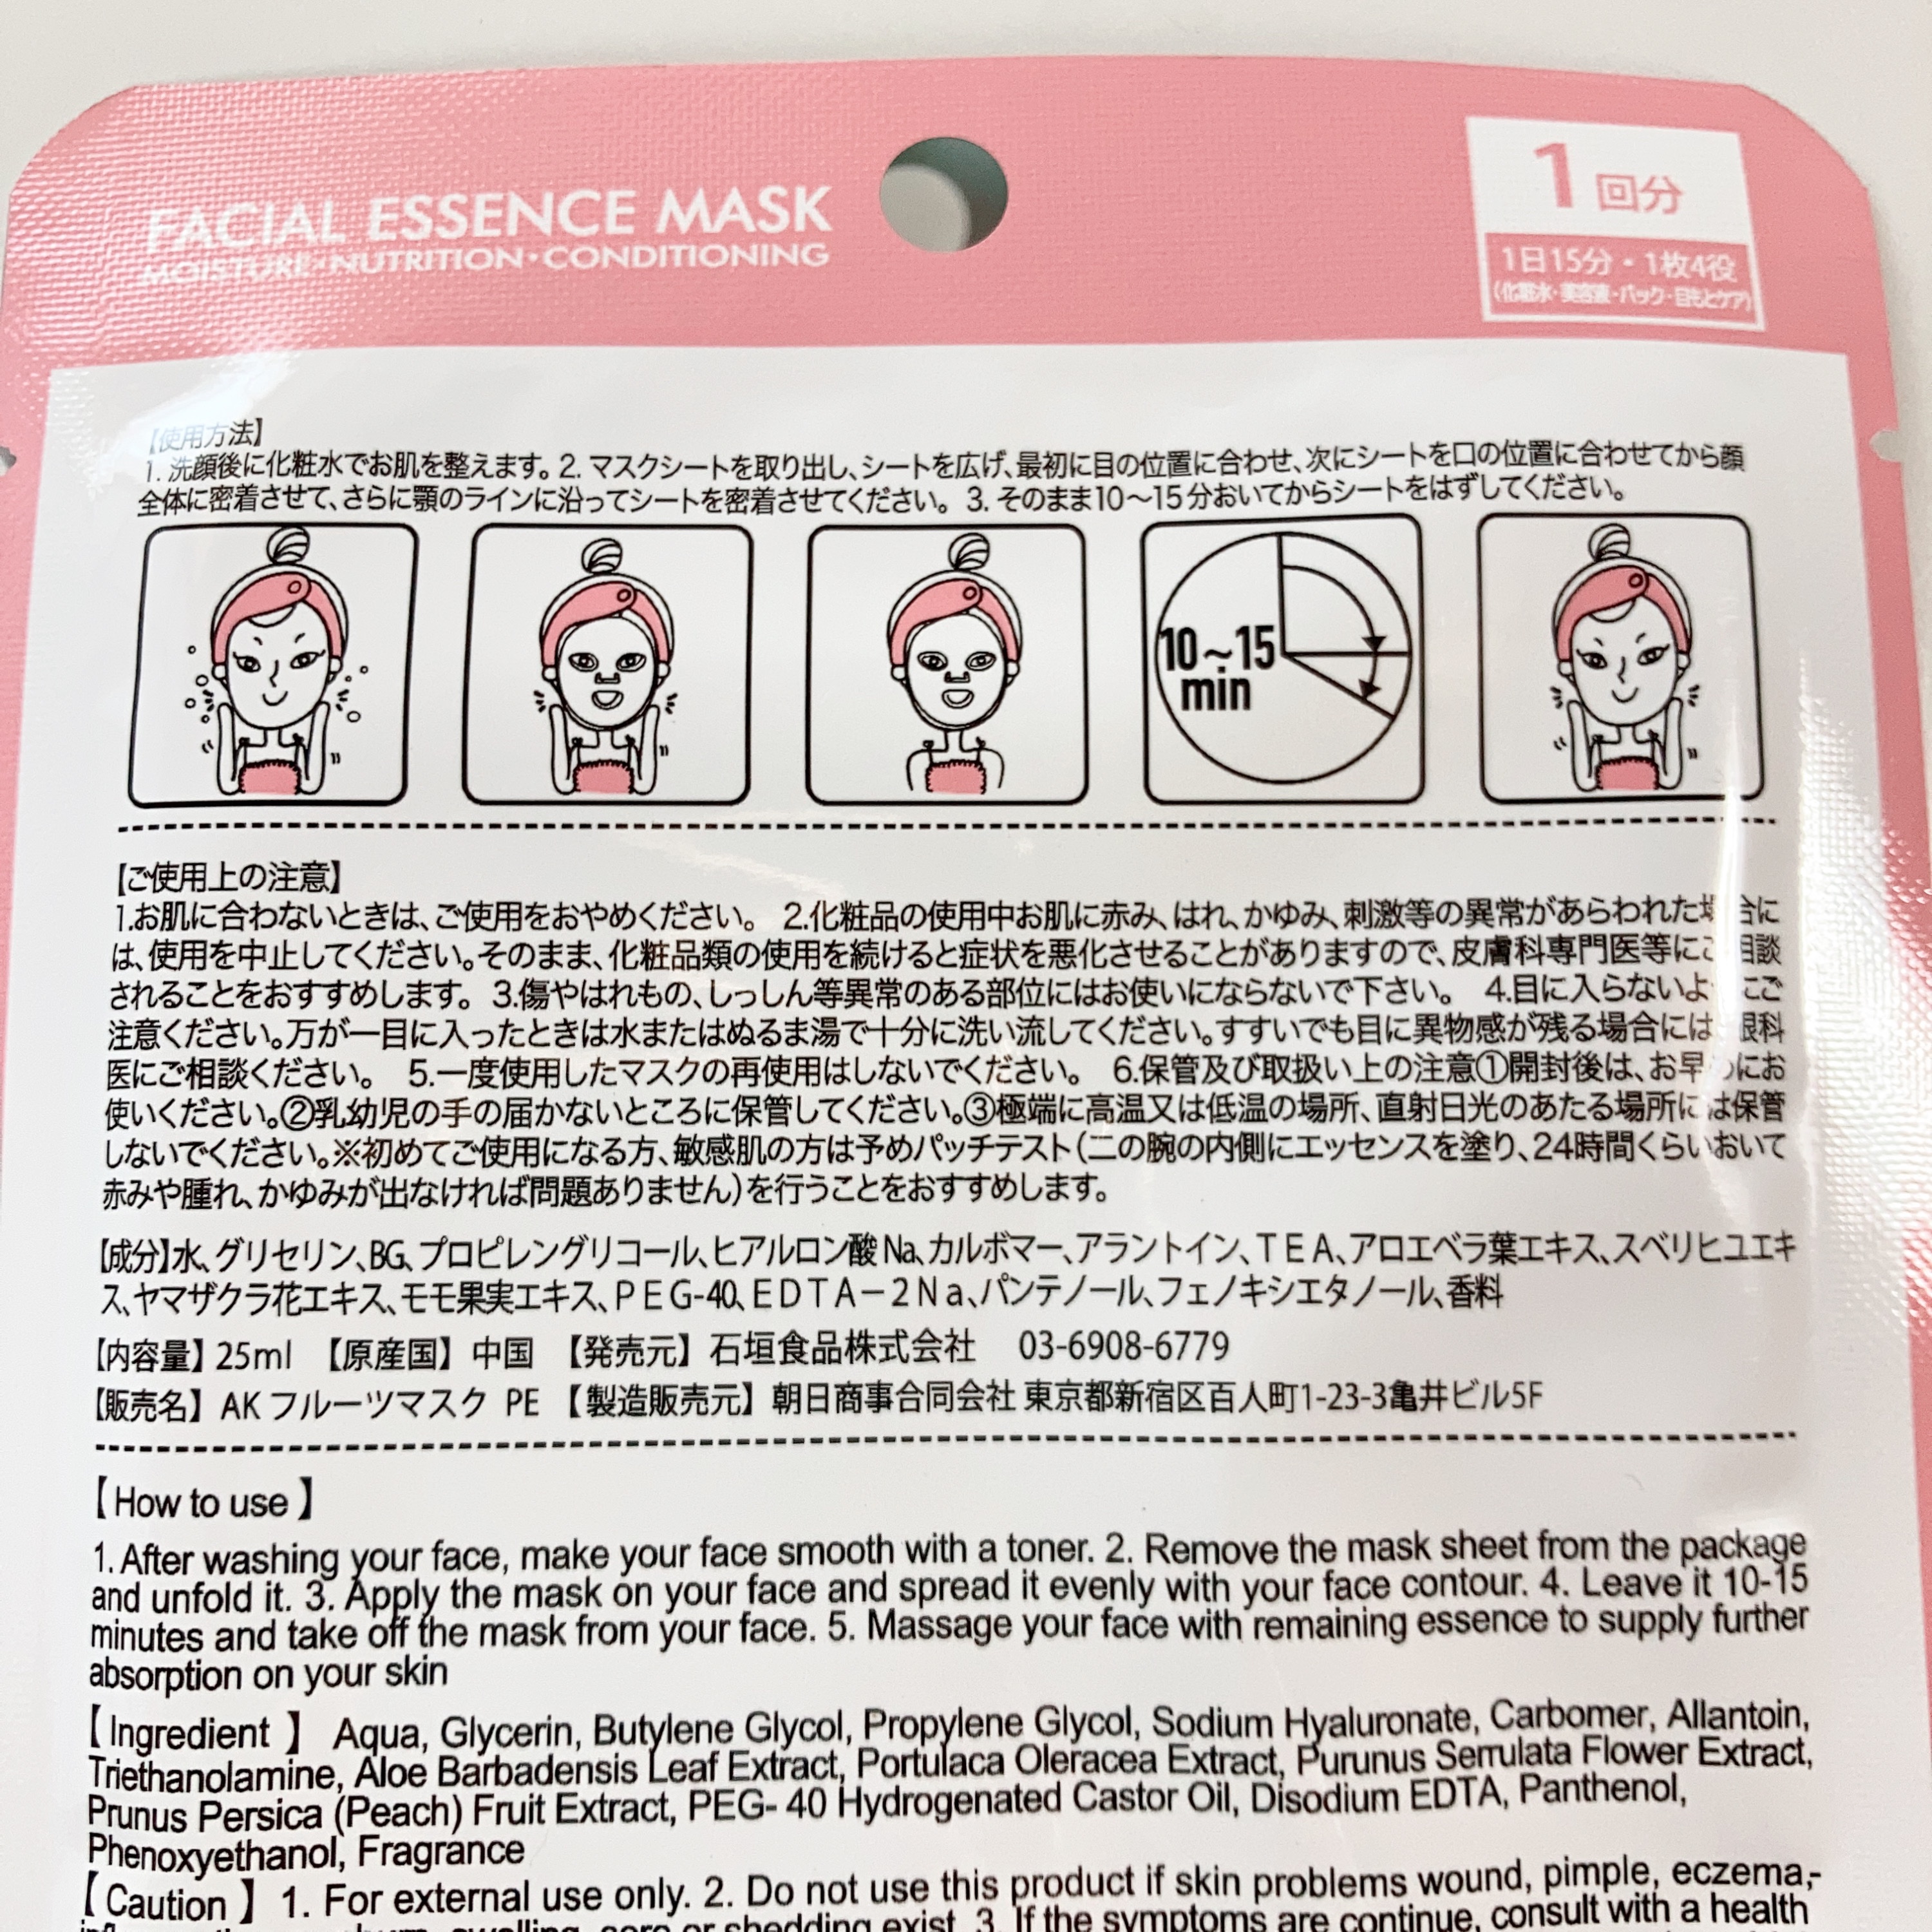 FACIAL ESSENCE MASK
MOISTURE・NUTRITION・CONDITIONING
1 回分
1日15分・1枚4役
(化粧水・美容液・パック・目もとケア)
【使用方法】
1. 洗顔後に化粧水でお肌を整えます。2. マスクシートを取り出し、シートを広げ、最初に目の位置に合わせ、次にシートを口の位置に合わせてから顔
全体に密着させて、さらに顎のラインに沿ってシートを密着させてください。 3. そのまま10〜15分おいてからシートをはずしてください。
10〜15
min
【ご使用上の注意】
1.お肌に合わないときは、ご使用をおやめください。 2.化粧品の使用中お肌に赤み、はれ、かゆみ、刺激等の異常があらわれた場合に
は、使用を中止してください。そのまま、化粧品類の使用を続けると症状を悪化させることがありますので、皮膚科専門医等にご相談
されることをおすすめします。 3.傷やはれもの、しっしん等異常のある部位にはお使いにならないで下さい。 4.目に入らないようにご
注意ください。万が一目に入ったときは水またはぬるま湯で十分に洗い流してください。すすいでも目に異物感が残る場合には、眼科
医にご相談ください。 5.一度使用したマスクの再使用はしないでください。 6.保管及び取扱い上の注意①開封後は、お早めにお
使いください。②乳幼児の手の届かないところに保管してください。③極端に高温又は低温の場所、直射日光のあたる場所には保管
しないでください。※初めてご使用になる方、敏感肌の方は予めパッチテスト(二の腕の内側にエッセンスを塗り、24時間くらいおいて
赤みや腫れ、かゆみが出なければ問題ありません)を行うことをおすすめします。
【成分】水、グリセリン、BG、プロピレングリコール、ヒアルロン酸Na、カルボマー、アラントイン、TEA、アロエベラ葉エキス、スベリヒユエキ
ス、ヤマザクラ花エキス、モモ果実エキス、PEG-40、EDTA−2Na、パンテノール、フェノキシエタノール、香料
【内容量】25ml 【原産国】中国 【発売元】石垣食品株式会社 03-6908-6779
【販売名】AKフルーツマスク PE 【製造販売元】朝日商事合同会社 東京都新宿区百人町1-23-3亀井ビル5F
【How to use】
1. After washing your face, make your face smooth with a toner. 2. Remove the mask sheet from the package
and unfold it. 3. Apply the mask on your face and spread it evenly with your face contour. 4. Leave it 10-15
minutes and take off the mask from your face. 5. Massage your face with remaining essence to supply further
absorption on your skin
【Ingredient】 Aqua, Glycerin, Butylene Glycol, Propylene Glycol, Sodium Hyaluronate, Carbomer, Allantoin,
Triethanolamine, Aloe Barbadensis Leaf Extract, Portulaca Oleracea Extract, Purunus Serrulata Flower Extract,
Prunus Persica (Peach) Fruit Extract, PEG- 40 Hydrogenated Castor Oil, Disodium EDTA, Panthenol,
Phenoxyethanol, Fragrance
【Caution】 1. For external use only. 2. Do not use this product if skin problems wound, pimple, eczema,-
swelling, sore or shedding exist. 3. If the symptoms are continue, consult with a health